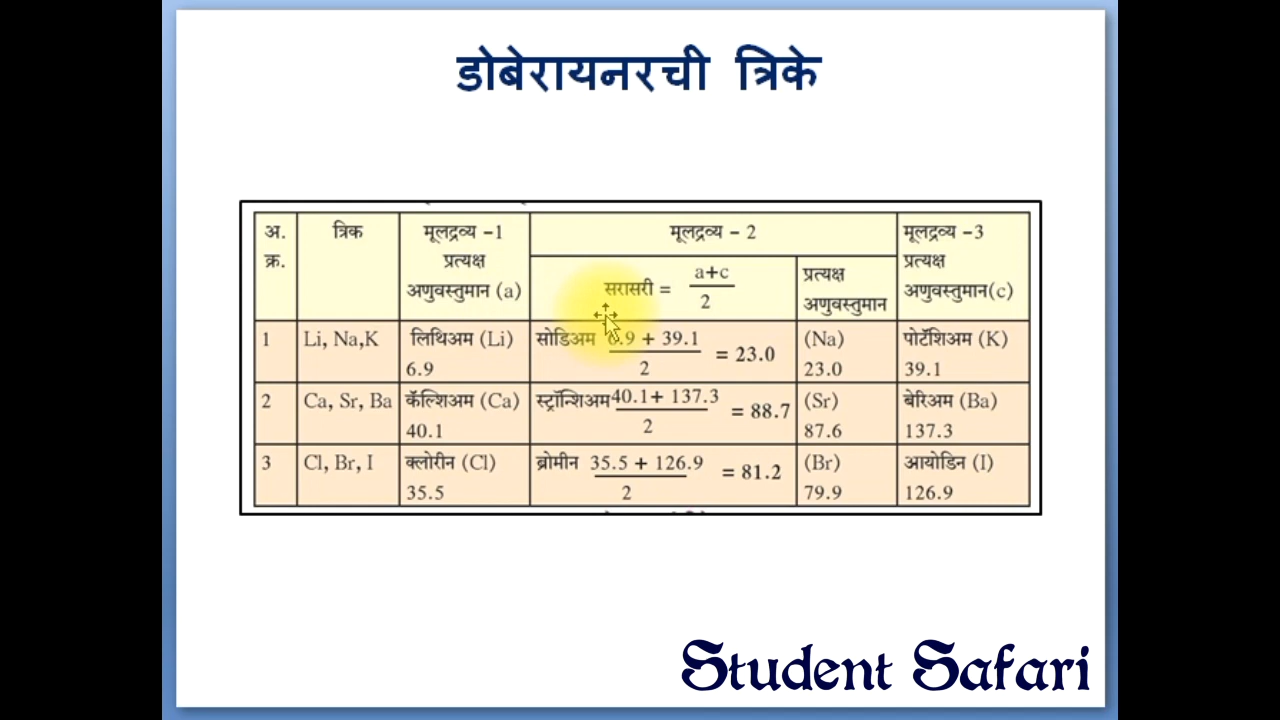 डोबेरायनरची त्रिके
अ. क्र. त्रिक मूलद्रव्य -1 प्रत्यक्ष अणुवस्तुमान (a) मूलद्रव्य - 2 मूलद्रव्य -3 प्रत्यक्ष अणुवस्तुमान(c)
सरासरी = a+c / 2 प्रत्यक्ष अणुवस्तुमान
1 Li, Na,K लिथिअम (Li) 6.9 सोडिअम 6.9 + 39.1 / 2 = 23.0 (Na) 23.0 पोटॅशिअम (K) 39.1
2 Ca, Sr, Ba कॅल्शिअम (Ca) 40.1 स्ट्रॉन्शिअम 40.1+ 137.3 / 2 = 88.7 (Sr) 87.6 बेरिअम (Ba) 137.3
3 Cl, Br, I क्लोरीन (Cl) 35.5 ब्रोमीन 35.5 + 126.9 / 2 = 81.2 (Br) 79.9 आयोडिन (I) 126.9
Student Safari